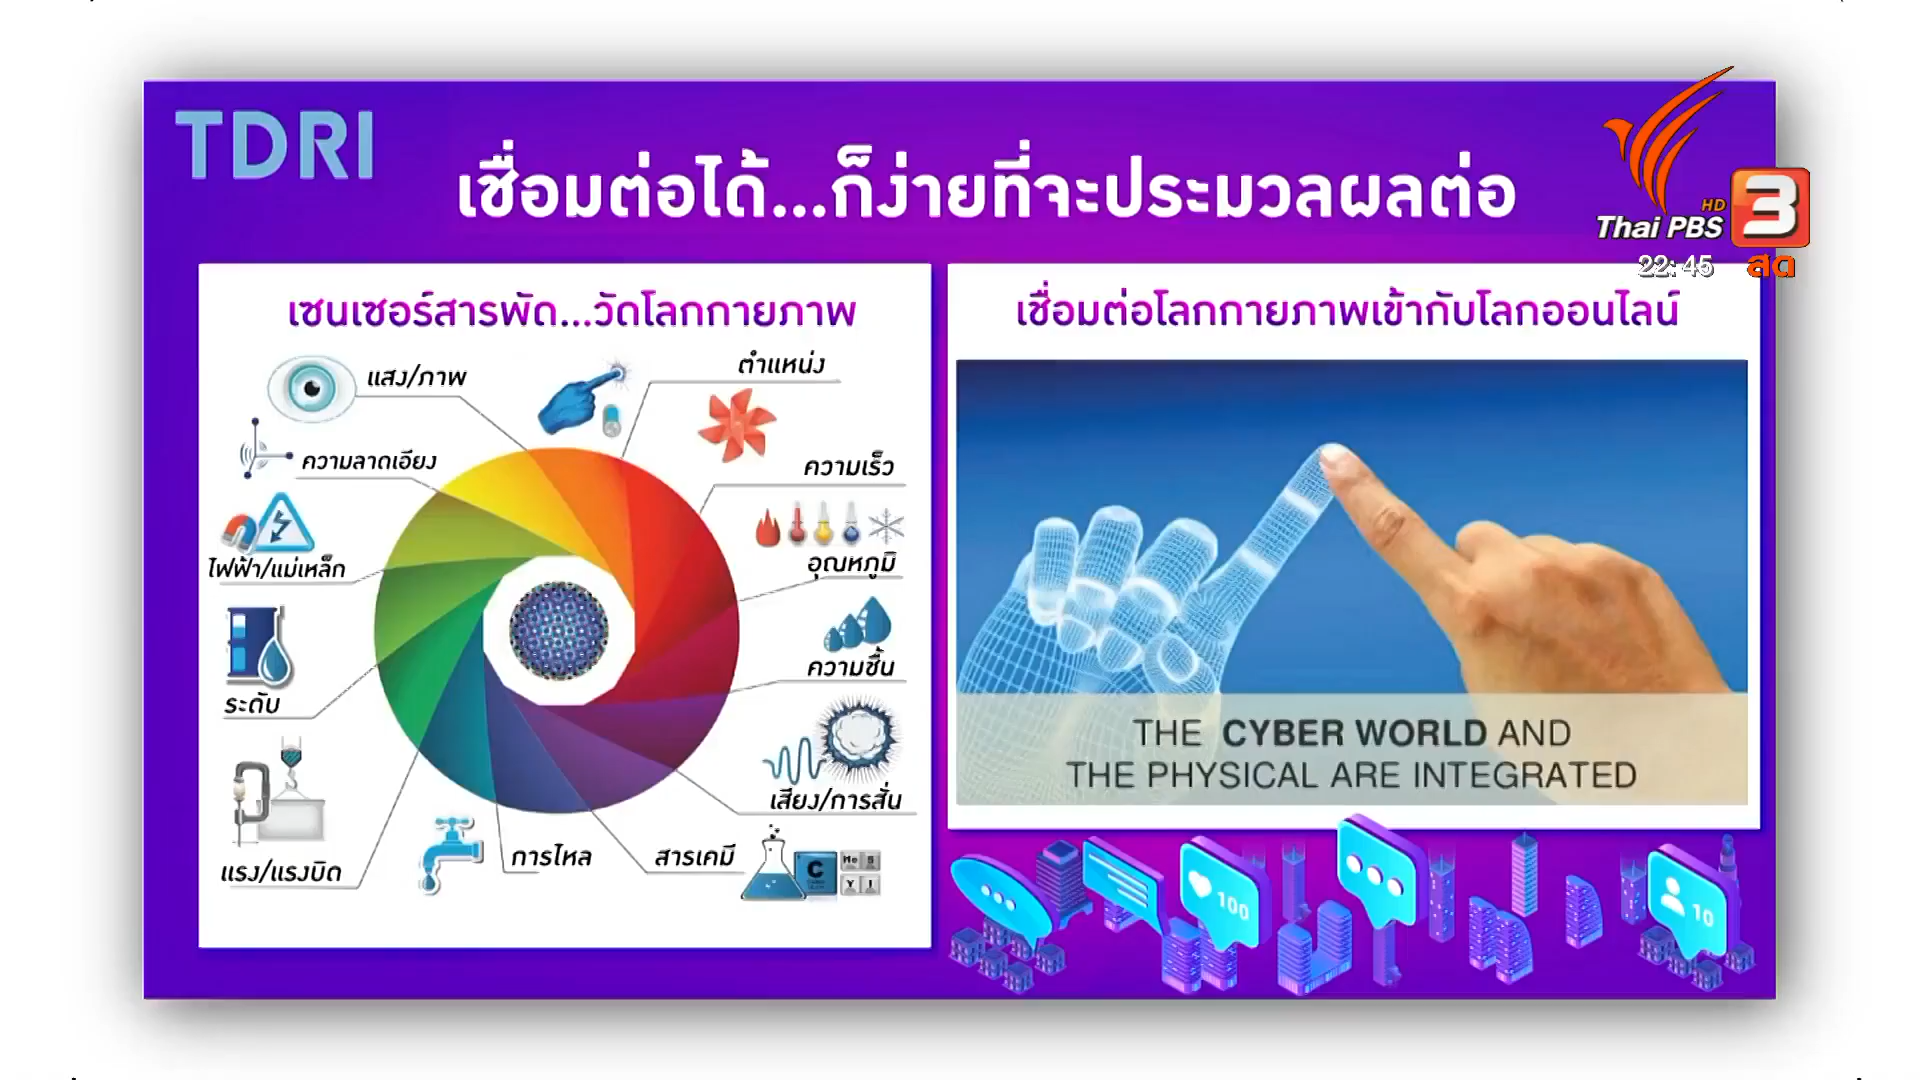 TDRI
เชื่อมต่อได้...ก็ง่ายที่จะประมวลผลต่อ
HD
Thai PBS
3
22:45
สด
เซนเซอร์สารพัด...วัดโลกกายภาพ
แสง/ภาพ
ตำแหน่ง
ความลาดเอียง
ความเร็ว
ไฟฟ้า/แม่เหล็ก
อุณหภูมิ
ระดับ
ความชื้น
เสียง/การสั่น
แรง/แรงบิด
การไหล
สารเคมี
C
เชื่อมต่อโลกกายภาพเข้ากับโลกออนไลน์
THE CYBER WORLD AND
THE PHYSICAL ARE INTEGRATED
100
10